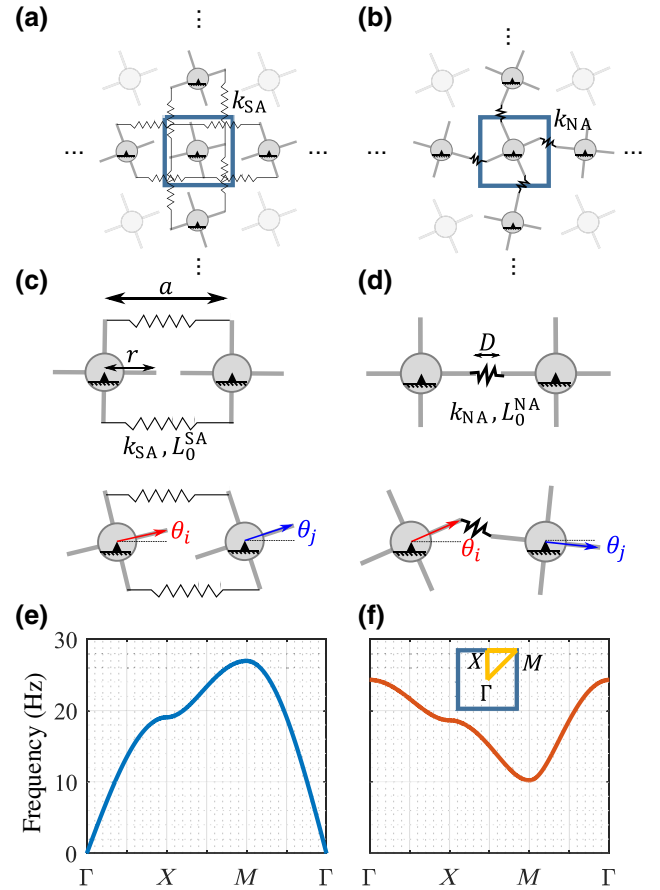 (a) (b)
⋮ ⋮
k_SA k_NA
⋯ ⋯ ⋯ ⋯
⋮ ⋮
(c) (d)
a
r D
k_SA, L_0^SA k_NA, L_0^NA
θ_i θ_j θ_i θ_j
(e) (f)
30
20
10
0
Frequency (Hz)
X M
Γ
Γ X M Γ Γ X M Γ